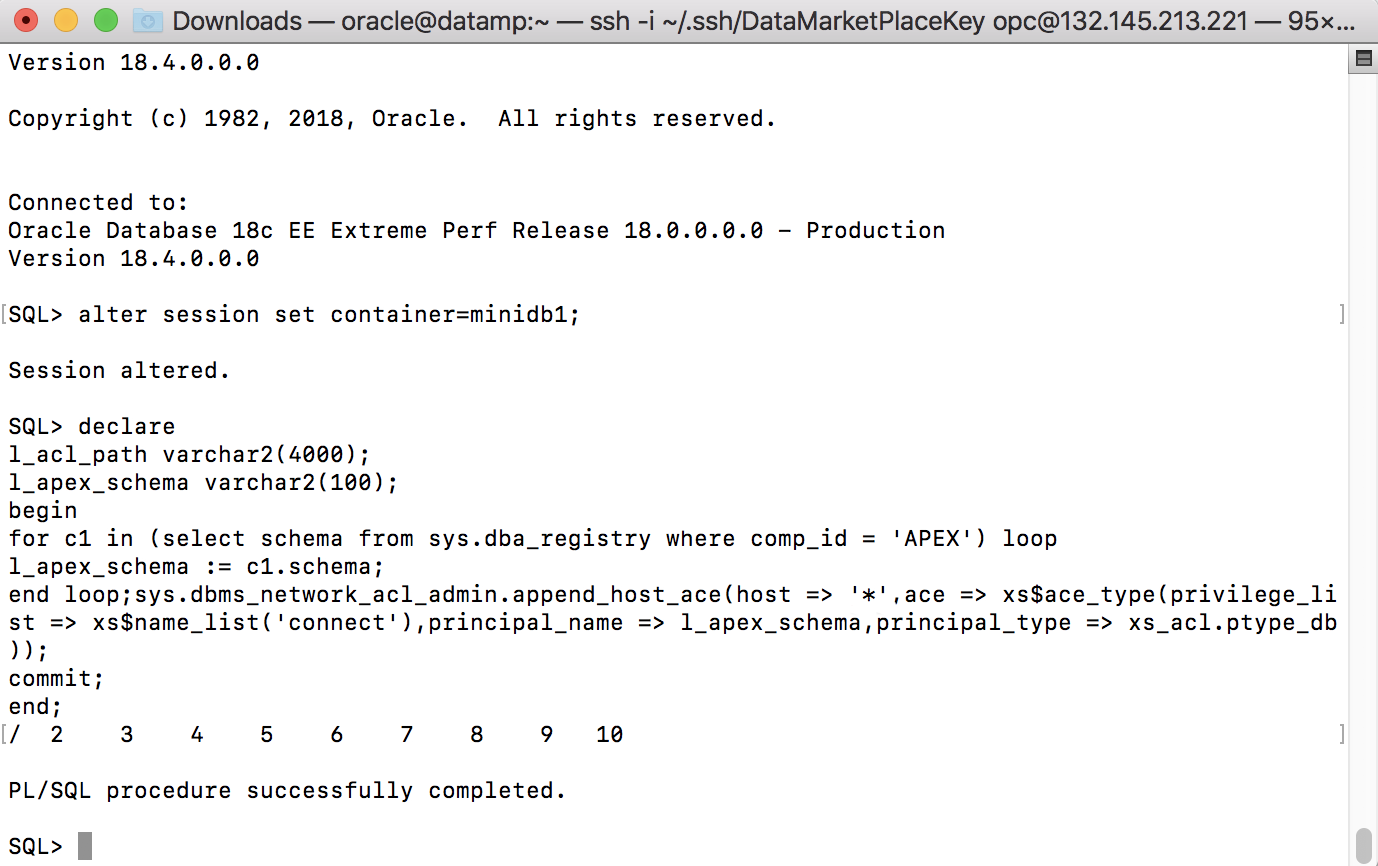 Downloads — oracle@datamp:~ — ssh -i ~/.ssh/DataMarketPlaceKey opc@132.145.213.221 — 95×...
Version 18.4.0.0.0
Copyright (c) 1982, 2018, Oracle.  All rights reserved.
Connected to:
Oracle Database 18c EE Extreme Perf Release 18.0.0.0.0 - Production
Version 18.4.0.0.0
[SQL> alter session set container=minidb1; ]
Session altered.
SQL> declare
l_acl_path varchar2(4000);
l_apex_schema varchar2(100);
begin
for c1 in (select schema from sys.dba_registry where comp_id = 'APEX') loop
l_apex_schema := c1.schema;
end loop;sys.dbms_network_acl_admin.append_host_ace(host => '*',ace => xs$ace_type(privilege_li
st => xs$name_list('connect'),principal_name => l_apex_schema,principal_type => xs_acl.ptype_db
));
commit;
end;
[/  2    3    4    5    6    7    8    9   10 ]
PL/SQL procedure successfully completed.
SQL>